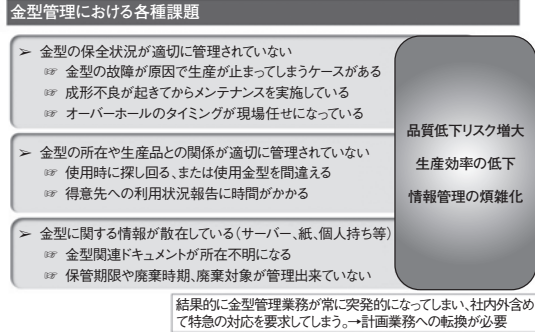 金型管理における各種課題
➢ 金型の保全状況が適切に管理されていない
☞ 金型の故障が原因で生産が止まってしまうケースがある
☞ 成形不良が起きてからメンテナンスを実施している
☞ オーバーホールのタイミングが現場任せになっている
➢ 金型の所在や生産品との関係が適切に管理されていない
☞ 使用時に探し回る、または使用金型を間違える
☞ 得意先への利用状況報告に時間がかかる
➢ 金型に関する情報が散在している（サーバー、紙、個人持ち等）
☞ 金型関連ドキュメントが所在不明になる
☞ 保管期限や廃棄時期、廃棄対象が管理出来ていない
品質低下リスク増大
生産効率の低下
情報管理の煩雑化
結果的に金型管理業務が常に突発的になってしまい、社内外含め
て特急の対応を要求してしまう。→計画業務への転換が必要